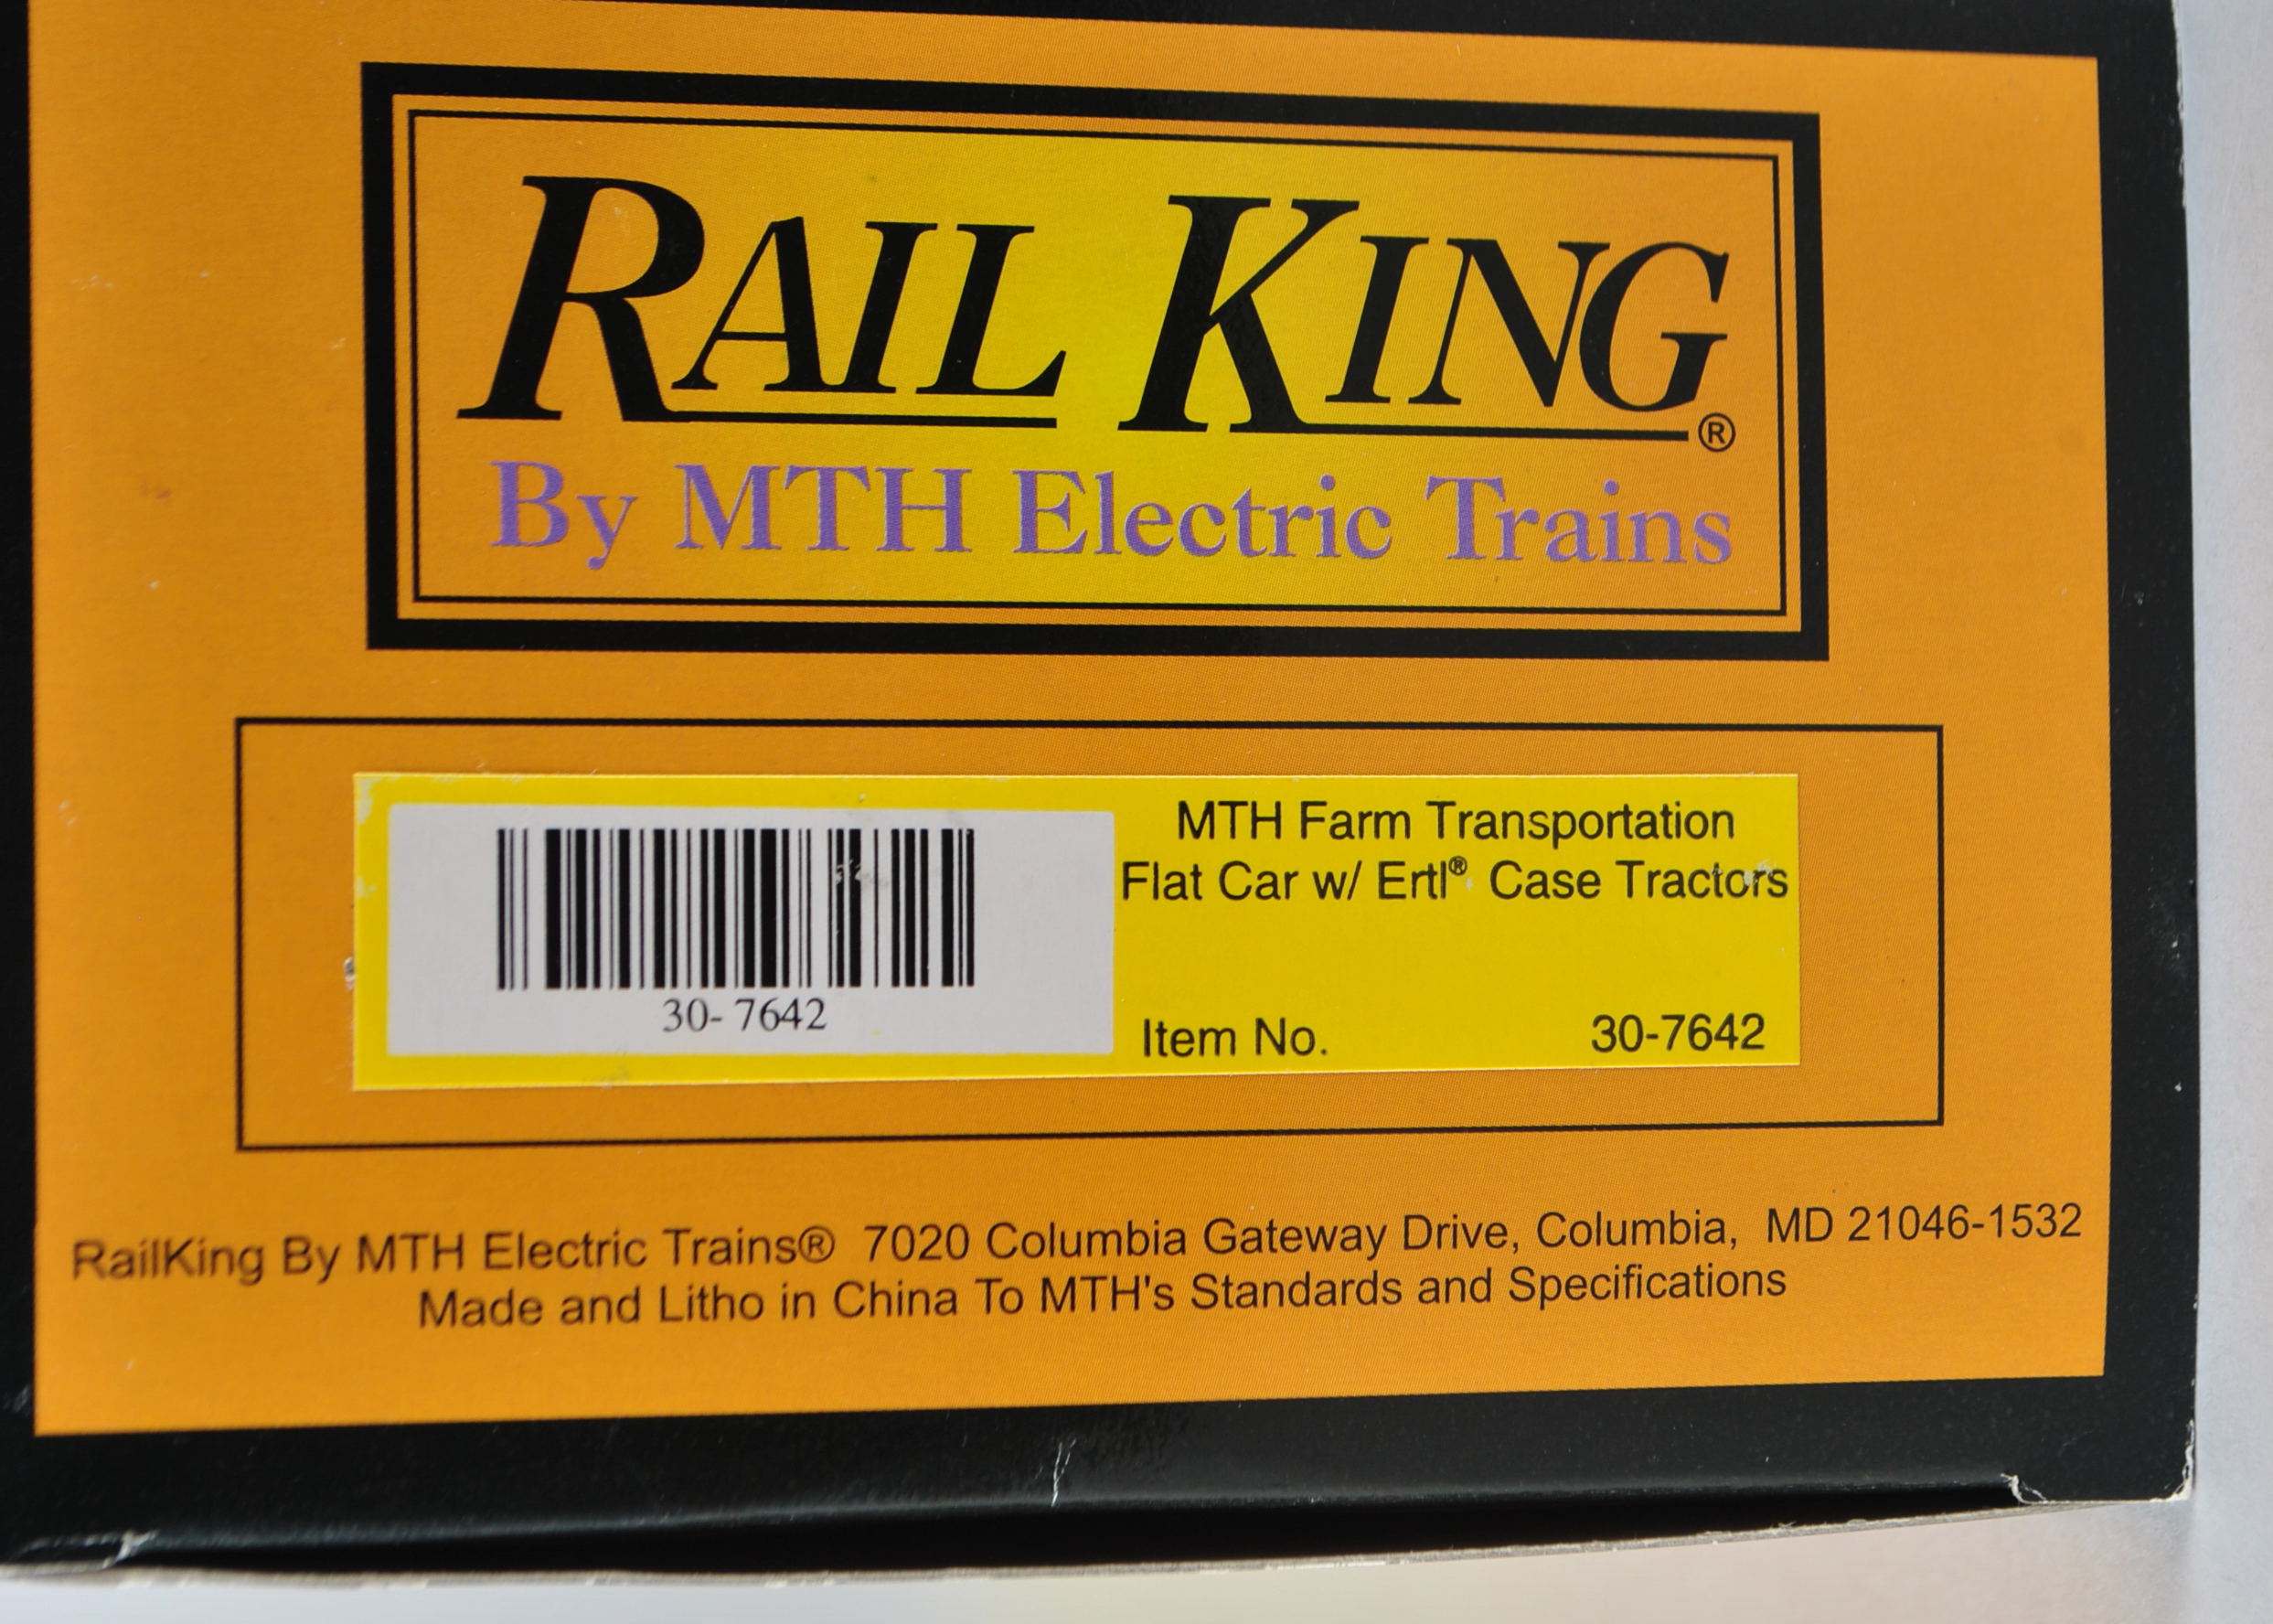 RAIL KING®
By MTH Electric Trains
MTH Farm Transportation
Flat Car w/ Ertl® Case Tractors
30- 7642
Item No. 30-7642
RailKing By MTH Electric Trains® 7020 Columbia Gateway Drive, Columbia, MD 21046-1532
Made and Litho in China To MTH's Standards and Specifications